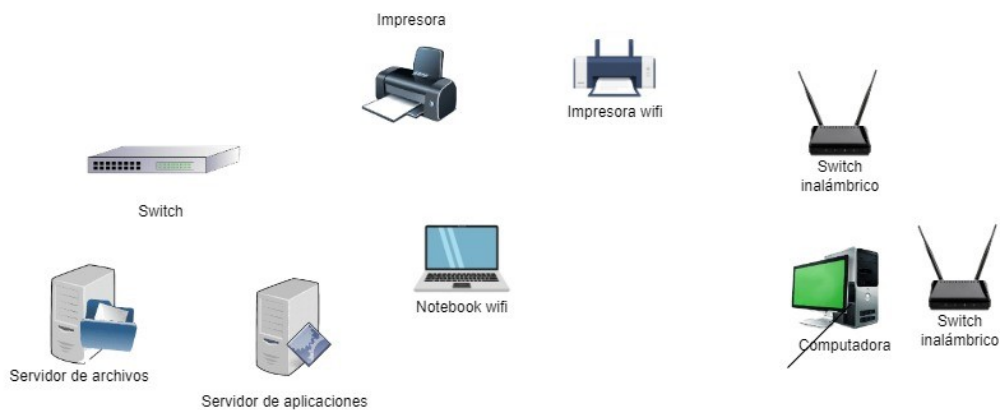 Impresora
Impresora wifi
Switch
inalámbrico
Switch
Notebook wifi
Computadora
Switch
inalámbrico
Servidor de archivos
Servidor de aplicaciones